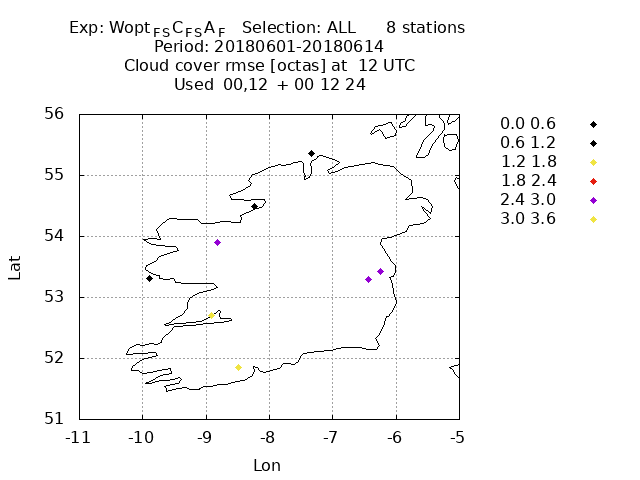 Exp: Wopt_FS C_FS A_F Selection: ALL 8 stations
Period: 20180601-20180614
Cloud cover rmse [octas] at 12 UTC
Used 00,12 + 00 12 24
56
55
54
53
52
51
-11 -10 -9 -8 -7 -6 -5
Lat
Lon
0.0 0.6
0.6 1.2
1.2 1.8
1.8 2.4
2.4 3.0
3.0 3.6